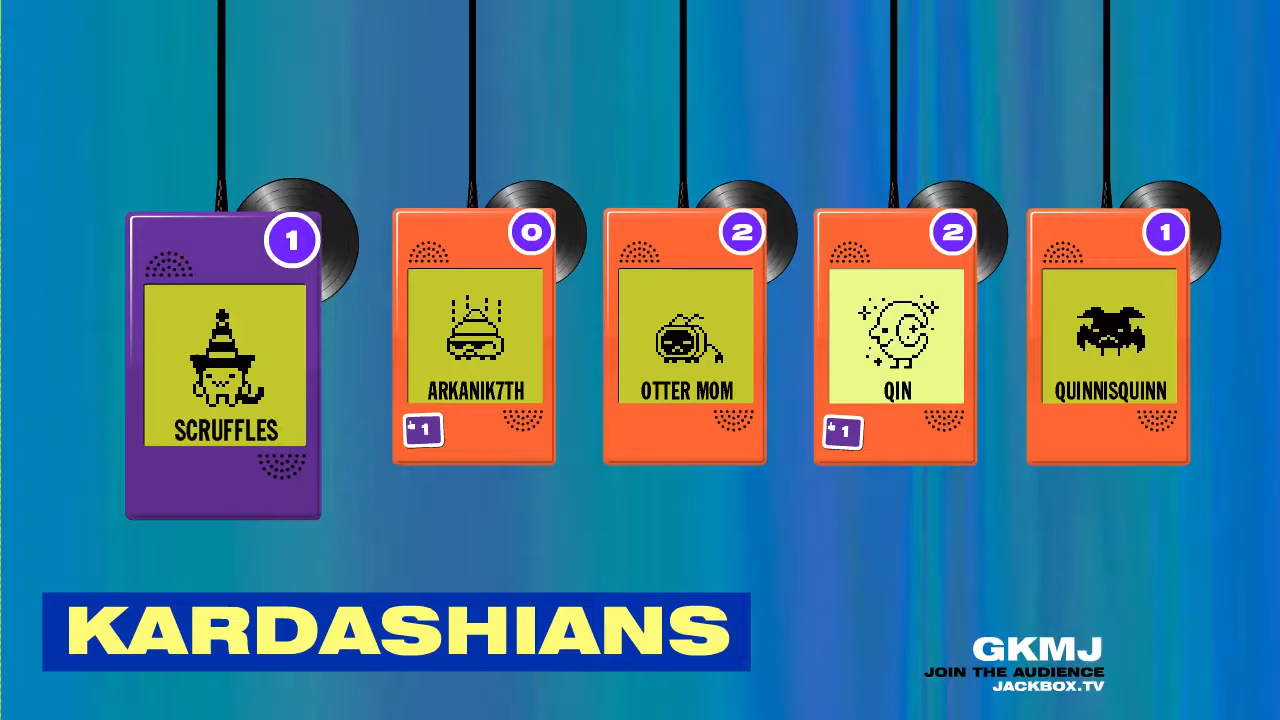 1
0
2
2
1
SCRUFFLES
ARKANIK7TH
OTTER MOM
QIN
QUINNISQUINN
1
1
KARDASHIANS
GKMJ
JOIN THE AUDIENCE
JACKBOX.TV